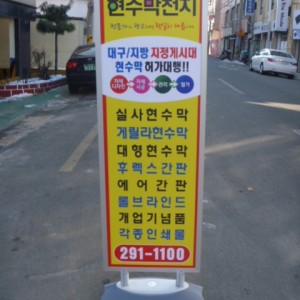 현수막천지
대구/지방 지정게시대
현수막 허가대행!!
실사현수막
게릴라현수막
대형현수막
후렉스간판
에어간판
롤브라인드
개업기념품
각종인쇄물
291-1100